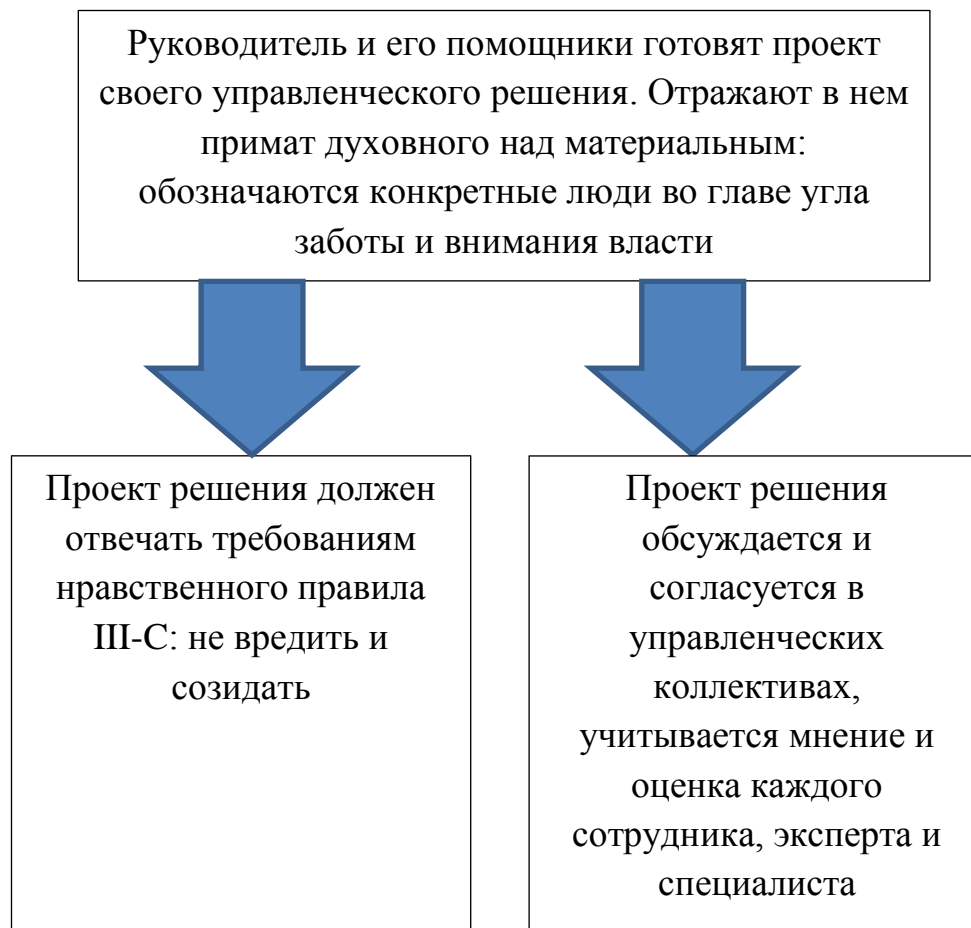 Руководитель и его помощники готовят проект
своего управленческого решения. Отражают в нем
примат духовного над материальным:
обозначаются конкретные люди во главе угла
заботы и внимания власти
Проект решения должен
отвечать требованиям
нравственного правила
III-С: не вредить и
созидать
Проект решения
обсуждается и
согласуется в
управленческих
коллективах,
учитывается мнение и
оценка каждого
сотрудника, эксперта и
специалиста